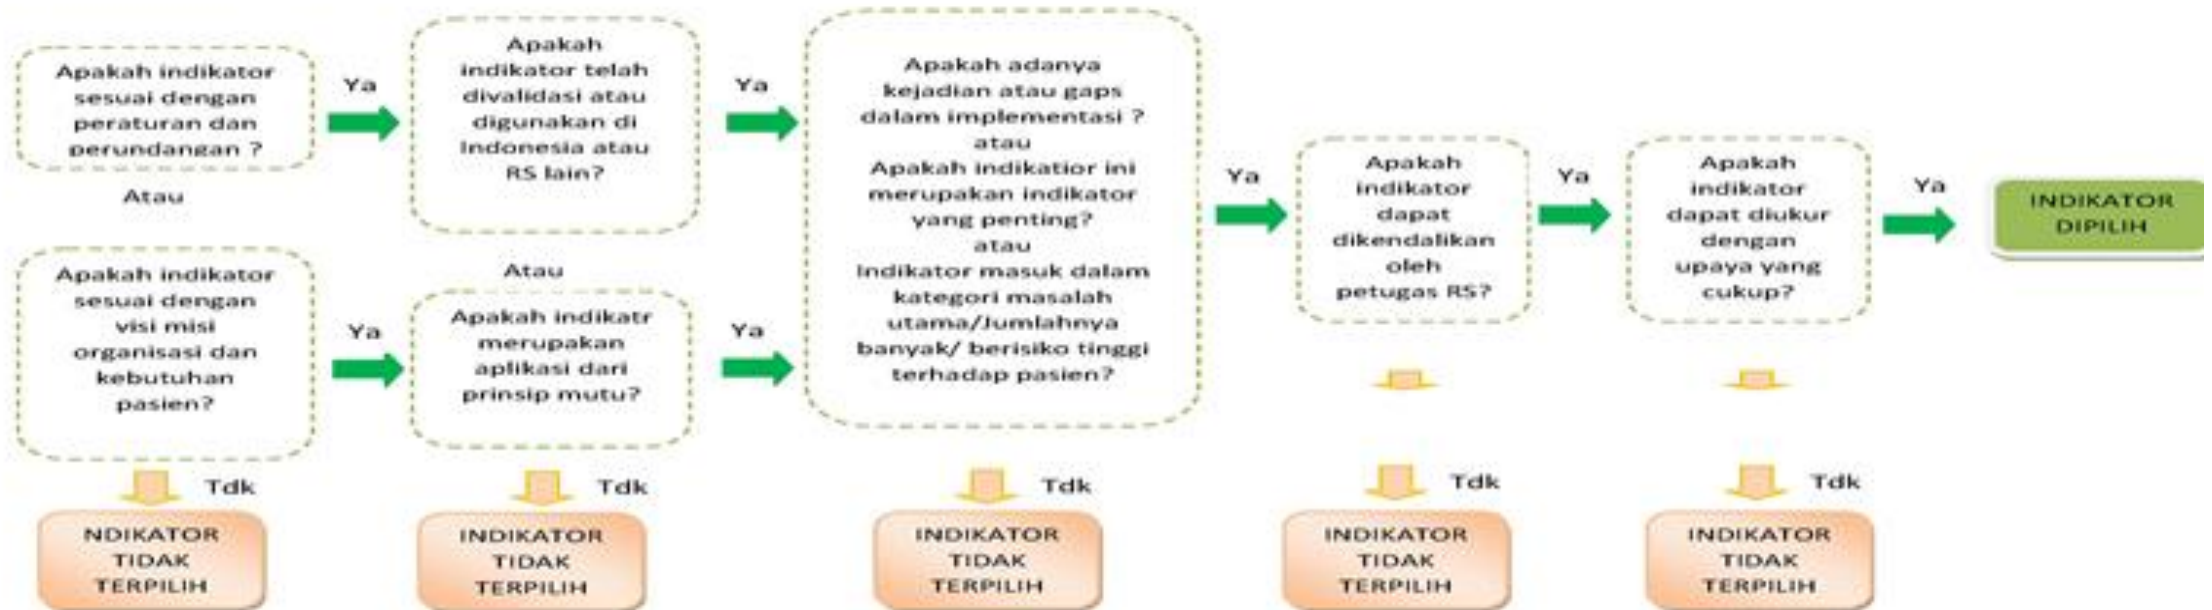 Apakah indikator
sesuai dengan
peraturan dan
perundangan ?
Atau
Apakah indikator
sesuai dengan
visi misi
organisasi dan
kebutuhan
pasien?
Tdk
NDIKATOR
TIDAK
TERPILIH
Ya
Ya
Apakah
indikator telah
divalidasi atau
digunakan di
Indonesia atau
RS lain?
Atau
Apakah indikatr
merupakan
aplikasi dari
prinsip mutu?
Tdk
INDIKATOR
TIDAK
TERPILIH
Ya
Ya
Apakah adanya
kejadian atau gaps
dalam implementasi ?
atau
Apakah indikatior ini
merupakan indikator
yang penting?
atau
Indikator masuk dalam
kategori masalah
utama/Jumlahnya
banyak/ berisiko tinggi
terhadap pasien?
Tdk
INDIKATOR
TIDAK
TERPILIH
Ya
Apakah
indikator
dapat
dikendalikan
oleh
petugas RS?
Tdk
INDIKATOR
TIDAK
TERPILIH
Ya
Apakah
indikator
dapat diukur
dengan
upaya yang
cukup?
Tdk
INDIKATOR
TIDAK
TERPILIH
Ya
INDIKATOR
DIPILIH